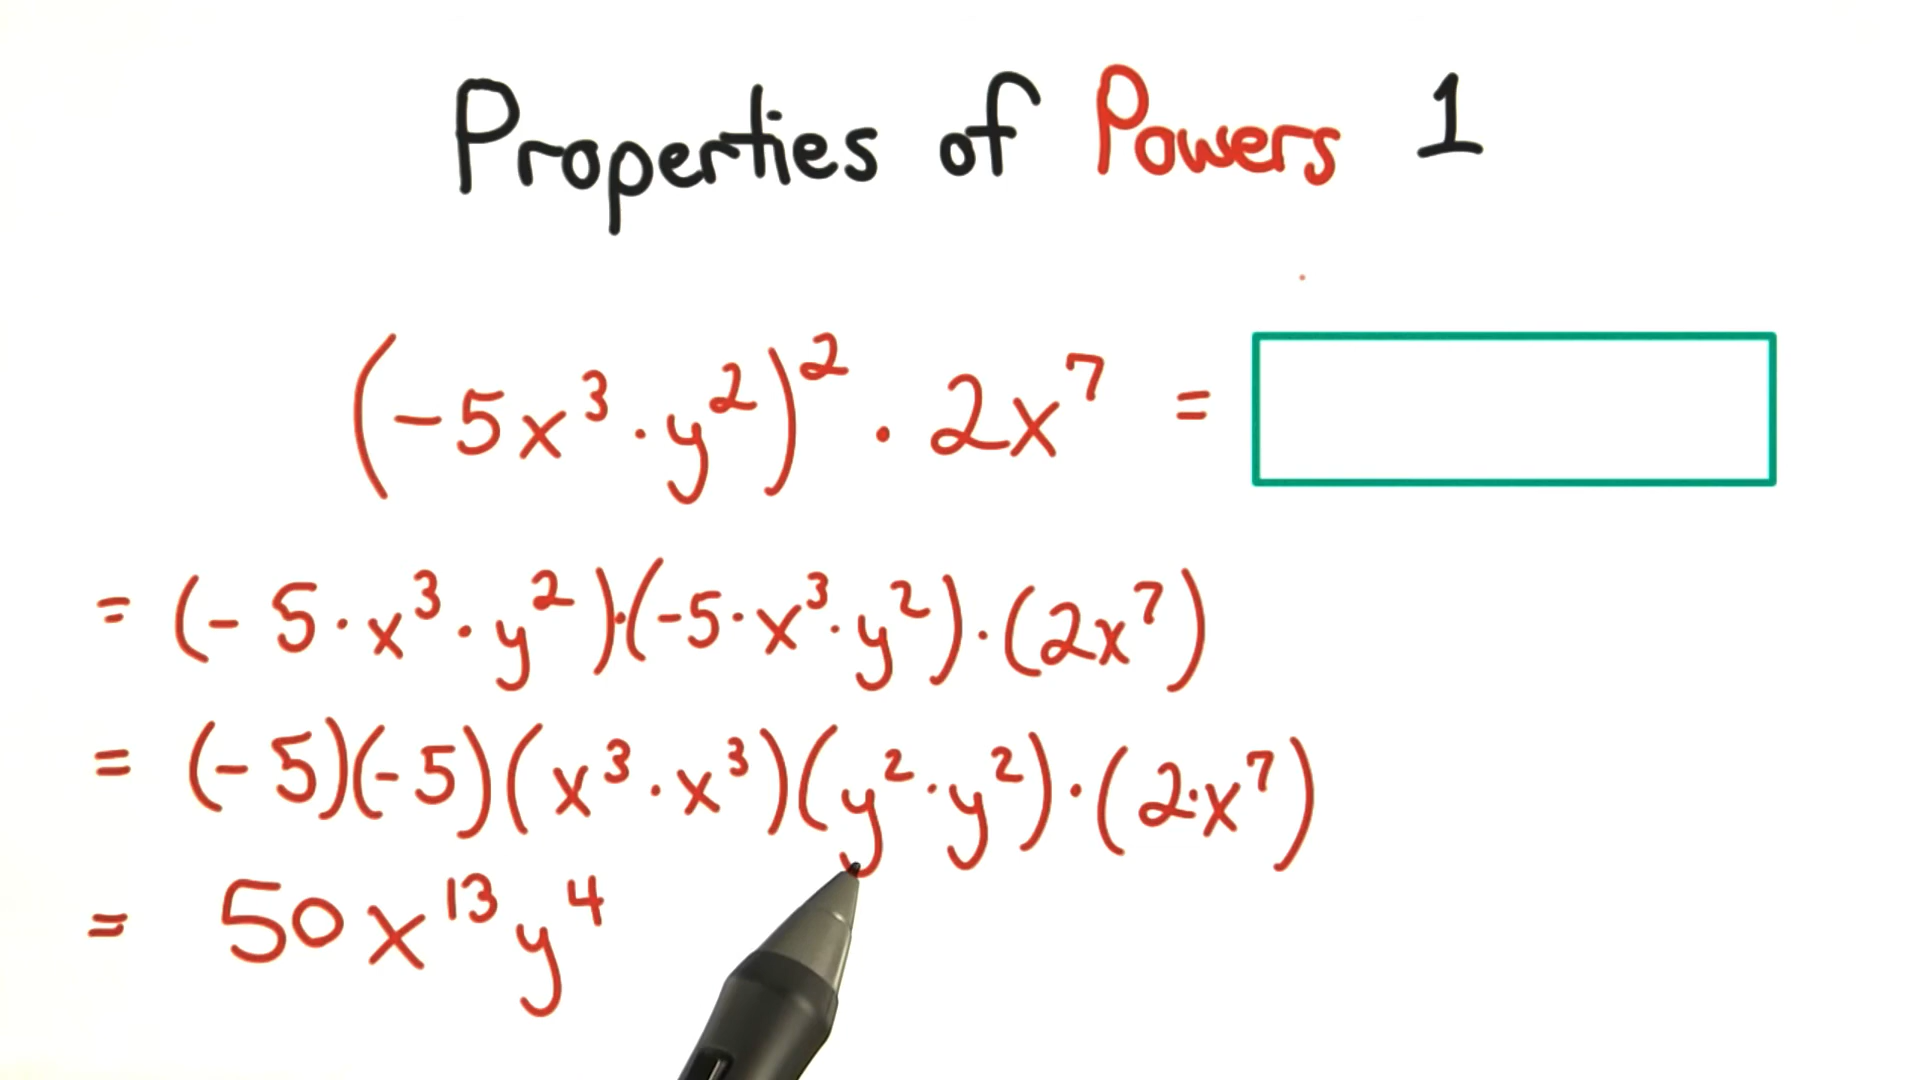 Properties of Powers 1
(-5x³·y²)² · 2x⁷ =
= (-5·x³·y²)·(-5·x³·y²)·(2x⁷)
= (-5)(-5)(x³·x³)(y²·y²)·(2·x⁷)
= 50x¹³y⁴